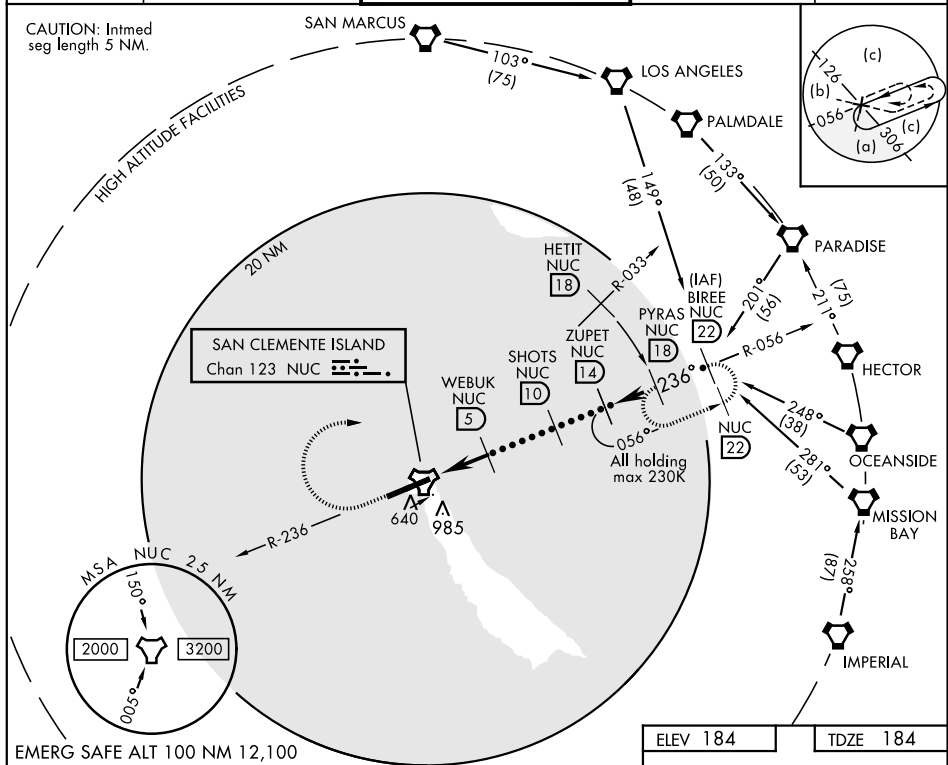 CAUTION: Intmed
seg length 5 NM.
SAN MARCUS
103°
(75)
LOS ANGELES
PALMDALE
HIGH ALTITUDE FACILITIES
149°
(48)
133°
(50)
PARADISE
126
(c)
(b)
056
(c)
(a)
306
20 NM
HETIT
NUC
18
R-033
(IAF)
BIREE
NUC
22
201°
(56)
211°
(75)
PYRAS
NUC
18
R-056
HECTOR
ZUPET
NUC
14
SHOTS
NUC
10
WEBUK
NUC
5
236°
SAN CLEMENTE ISLAND
Chan 123 NUC
056°
NUC
22
All holding
max 230K
248°
(38)
OCEANSIDE
281°
(53)
MISSION
BAY
640
985
R-236
258°
(87)
IMPERIAL
MSA NUC 25 NM
150°
2000
3200
005°
EMERG SAFE ALT 100 NM 12,100
ELEV 184
TDZE 184